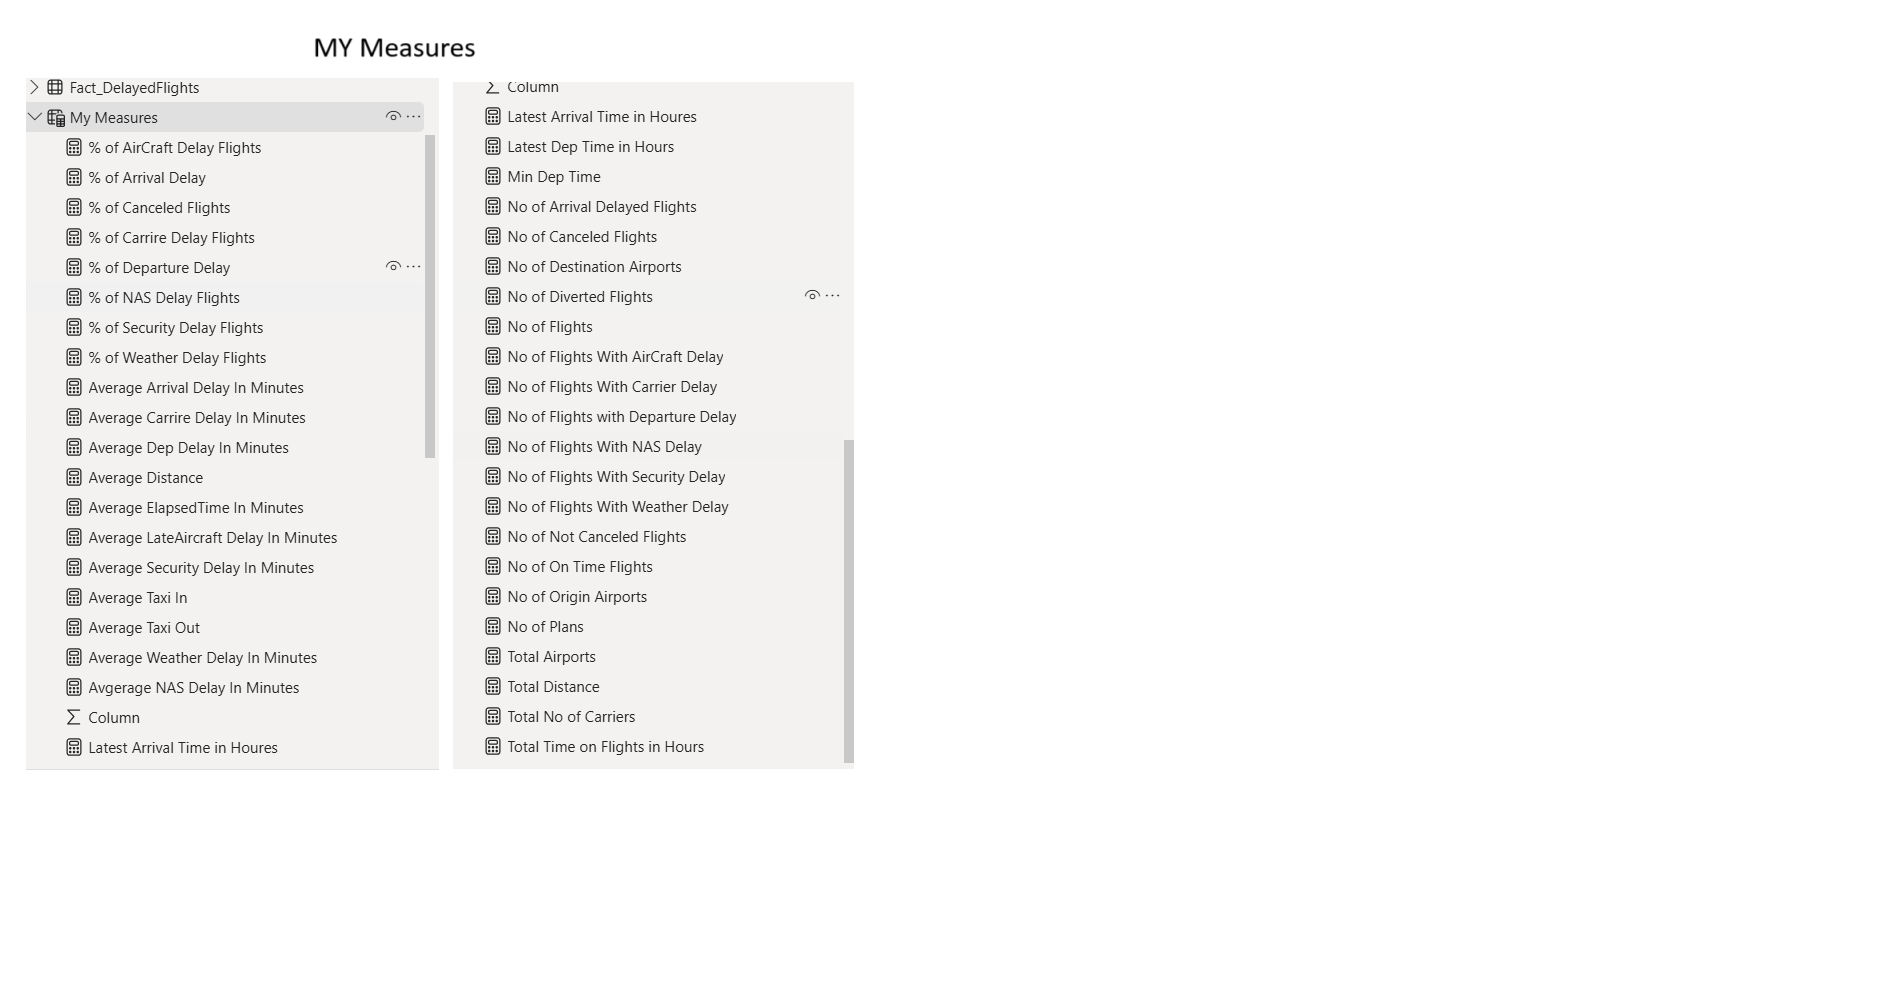 MY Measures
Fact_DelayedFlights
My Measures
% of AirCraft Delay Flights
% of Arrival Delay
% of Canceled Flights
% of Carrire Delay Flights
% of Departure Delay
% of NAS Delay Flights
% of Security Delay Flights
% of Weather Delay Flights
Average Arrival Delay In Minutes
Average Carrire Delay In Minutes
Average Dep Delay In Minutes
Average Distance
Average ElapsedTime In Minutes
Average LateAircraft Delay In Minutes
Average Security Delay In Minutes
Average Taxi In
Average Taxi Out
Average Weather Delay In Minutes
Avgerage NAS Delay In Minutes
Column
Latest Arrival Time in Houres
Column
Latest Arrival Time in Houres
Latest Dep Time in Hours
Min Dep Time
No of Arrival Delayed Flights
No of Canceled Flights
No of Destination Airports
No of Diverted Flights
No of Flights
No of Flights With AirCraft Delay
No of Flights With Carrier Delay
No of Flights with Departure Delay
No of Flights With NAS Delay
No of Flights With Security Delay
No of Flights With Weather Delay
No of Not Canceled Flights
No of On Time Flights
No of Origin Airports
No of Plans
Total Airports
Total Distance
Total No of Carriers
Total Time on Flights in Hours